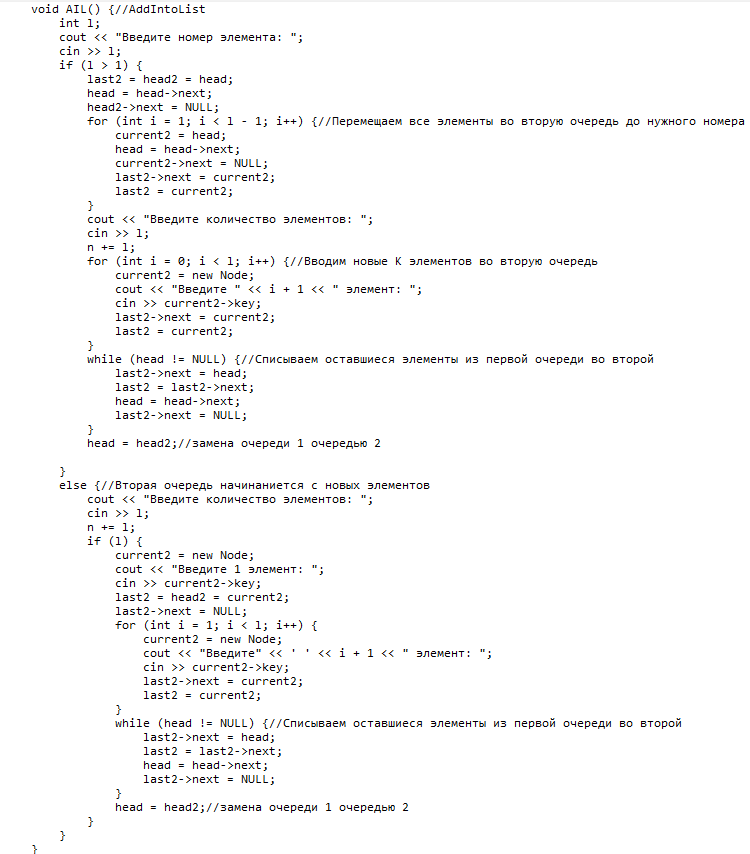 void AIL() {//AddIntoList
    int l;
    cout << "Введите номер элемента: ";
    cin >> l;
    if (l > 1) {
        last2 = head2 = head;
        head = head->next;
        head2->next = NULL;
        for (int i = 1; i < l - 1; i++) {//Перемещаем все элементы во вторую очередь до нужного номера
            current2 = head;
            head = head->next;
            current2->next = NULL;
            last2->next = current2;
            last2 = current2;
        }
        cout << "Введите количество элементов: ";
        cin >> l;
        n += l;
        for (int i = 0; i < l; i++) {//Вводим новые К элементов во вторую очередь
            current2 = new Node;
            cout << "Введите " << i + 1 << " элемент: ";
            cin >> current2->key;
            last2->next = current2;
            last2 = current2;
        }
        while (head != NULL) {//Списываем оставшиеся элементы из первой очереди во второй
            last2->next = head;
            last2 = last2->next;
            head = head->next;
            last2->next = NULL;
        }
        head = head2;//замена очереди 1 очередью 2
    }
    else {//Вторая очередь начинаниется с новых элементов
        cout << "Введите количество элементов: ";
        cin >> l;
        n += l;
        if (l) {
            current2 = new Node;
            cout << "Введите 1 элемент: ";
            cin >> current2->key;
            last2 = head2 = current2;
            last2->next = NULL;
            for (int i = 1; i < l; i++) {
                current2 = new Node;
                cout << "Введите" << ' ' << i + 1 << " элемент: ";
                cin >> current2->key;
                last2->next = current2;
                last2 = current2;
            }
            while (head != NULL) {//Списываем оставшиеся элементы из первой очереди во второй
                last2->next = head;
                last2 = last2->next;
                head = head->next;
                last2->next = NULL;
            }
            head = head2;//замена очереди 1 очередью 2
        }
    }
}